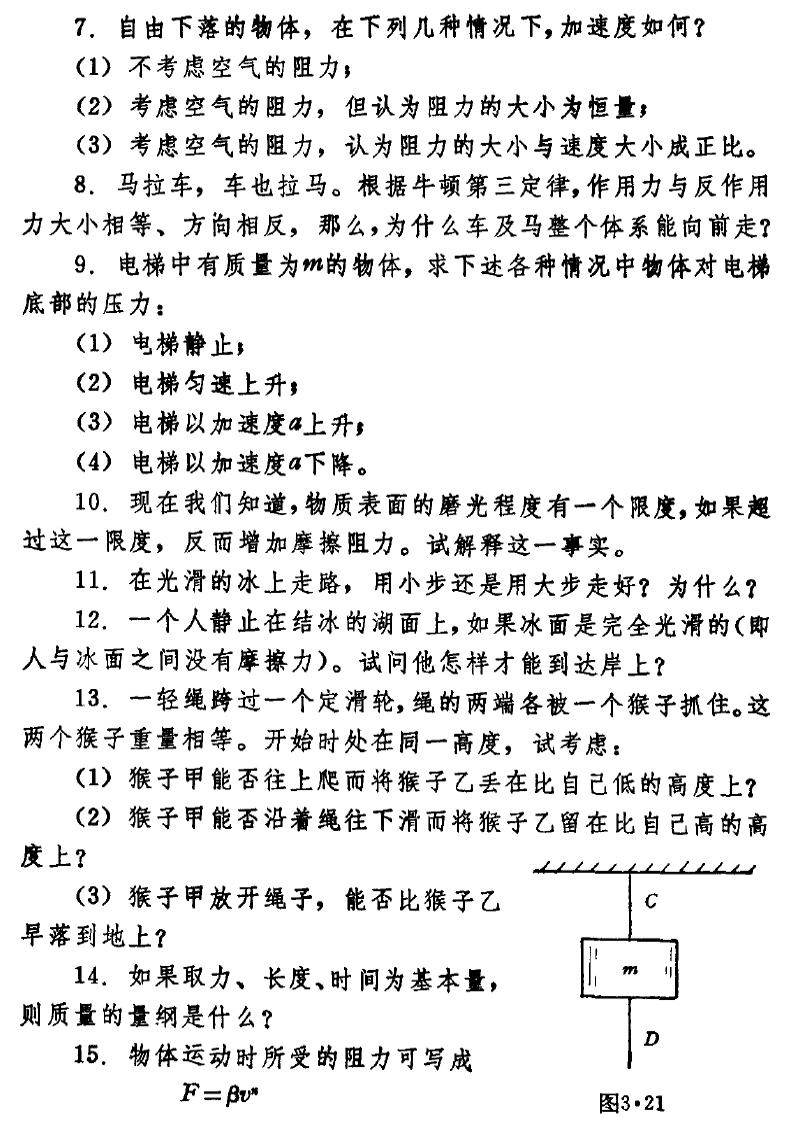 7. 自由下落的物体，在下列几种情况下，加速度如何？
(1) 不考虑空气的阻力；
(2) 考虑空气的阻力，但认为阻力的大小为恒量；
(3) 考虑空气的阻力，认为阻力的大小与速度大小成正比。
8. 马拉车，车也拉马。根据牛顿第三定律，作用力与反作用
力大小相等、方向相反，那么，为什么车及马整个体系能向前走？
9. 电梯中有质量为m的物体，求下述各种情况中物体对电梯
底部的压力：
(1) 电梯静止；
(2) 电梯匀速上升；
(3) 电梯以加速度a上升；
(4) 电梯以加速度a下降。
10. 现在我们知道，物质表面的磨光程度有一个限度，如果超
过这一限度，反而增加摩擦阻力。试解释这一事实。
11. 在光滑的冰上走路，用小步还是用大步走好？为什么？
12. 一个人静止在结冰的湖面上，如果冰面是完全光滑的（即
人与冰面之间没有摩擦力）。试问他怎样才能到达岸上？
13. 一轻绳跨过一个定滑轮，绳的两端各被一个猴子抓住。这
两个猴子重量相等。开始时处在同一高度，试考虑：
(1) 猴子甲能否往上爬而将猴子乙丢在比自己低的高度上？
(2) 猴子甲能否沿着绳往下滑而将猴子乙留在比自己高的高
度上？
(3) 猴子甲放开绳子，能否比猴子乙
早落到地上？
14. 如果取力、长度、时间为基本量，
则质量的量纲是什么？
15. 物体运动时所受的阻力可写成
F＝βvⁿ
C
m
D
图3·21